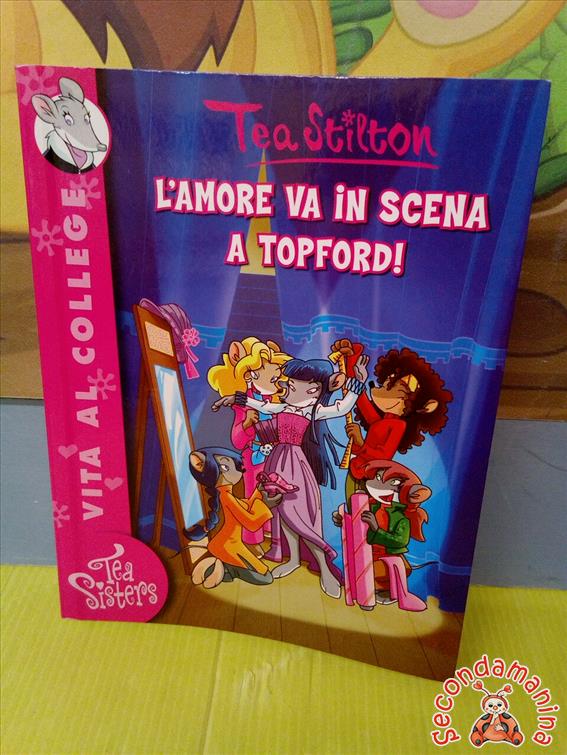 Tea Stilton
L'AMORE VA IN SCENA
A TOPFORD!
VITA AL COLLEGE
Tea
Sisters
Secondamanina